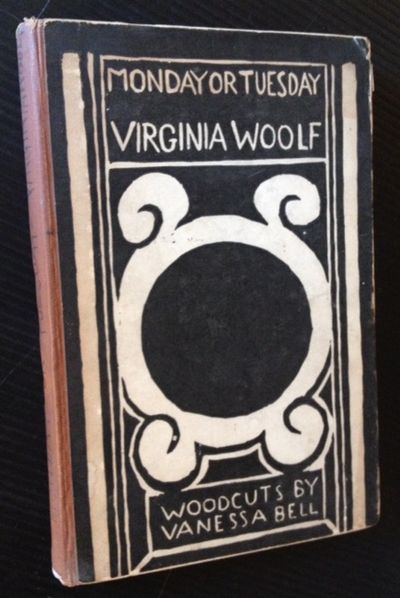 MONDAY OR TUESDAY
VIRGINIA WOOLF
WOODCUTS BY
VANESSA BELL